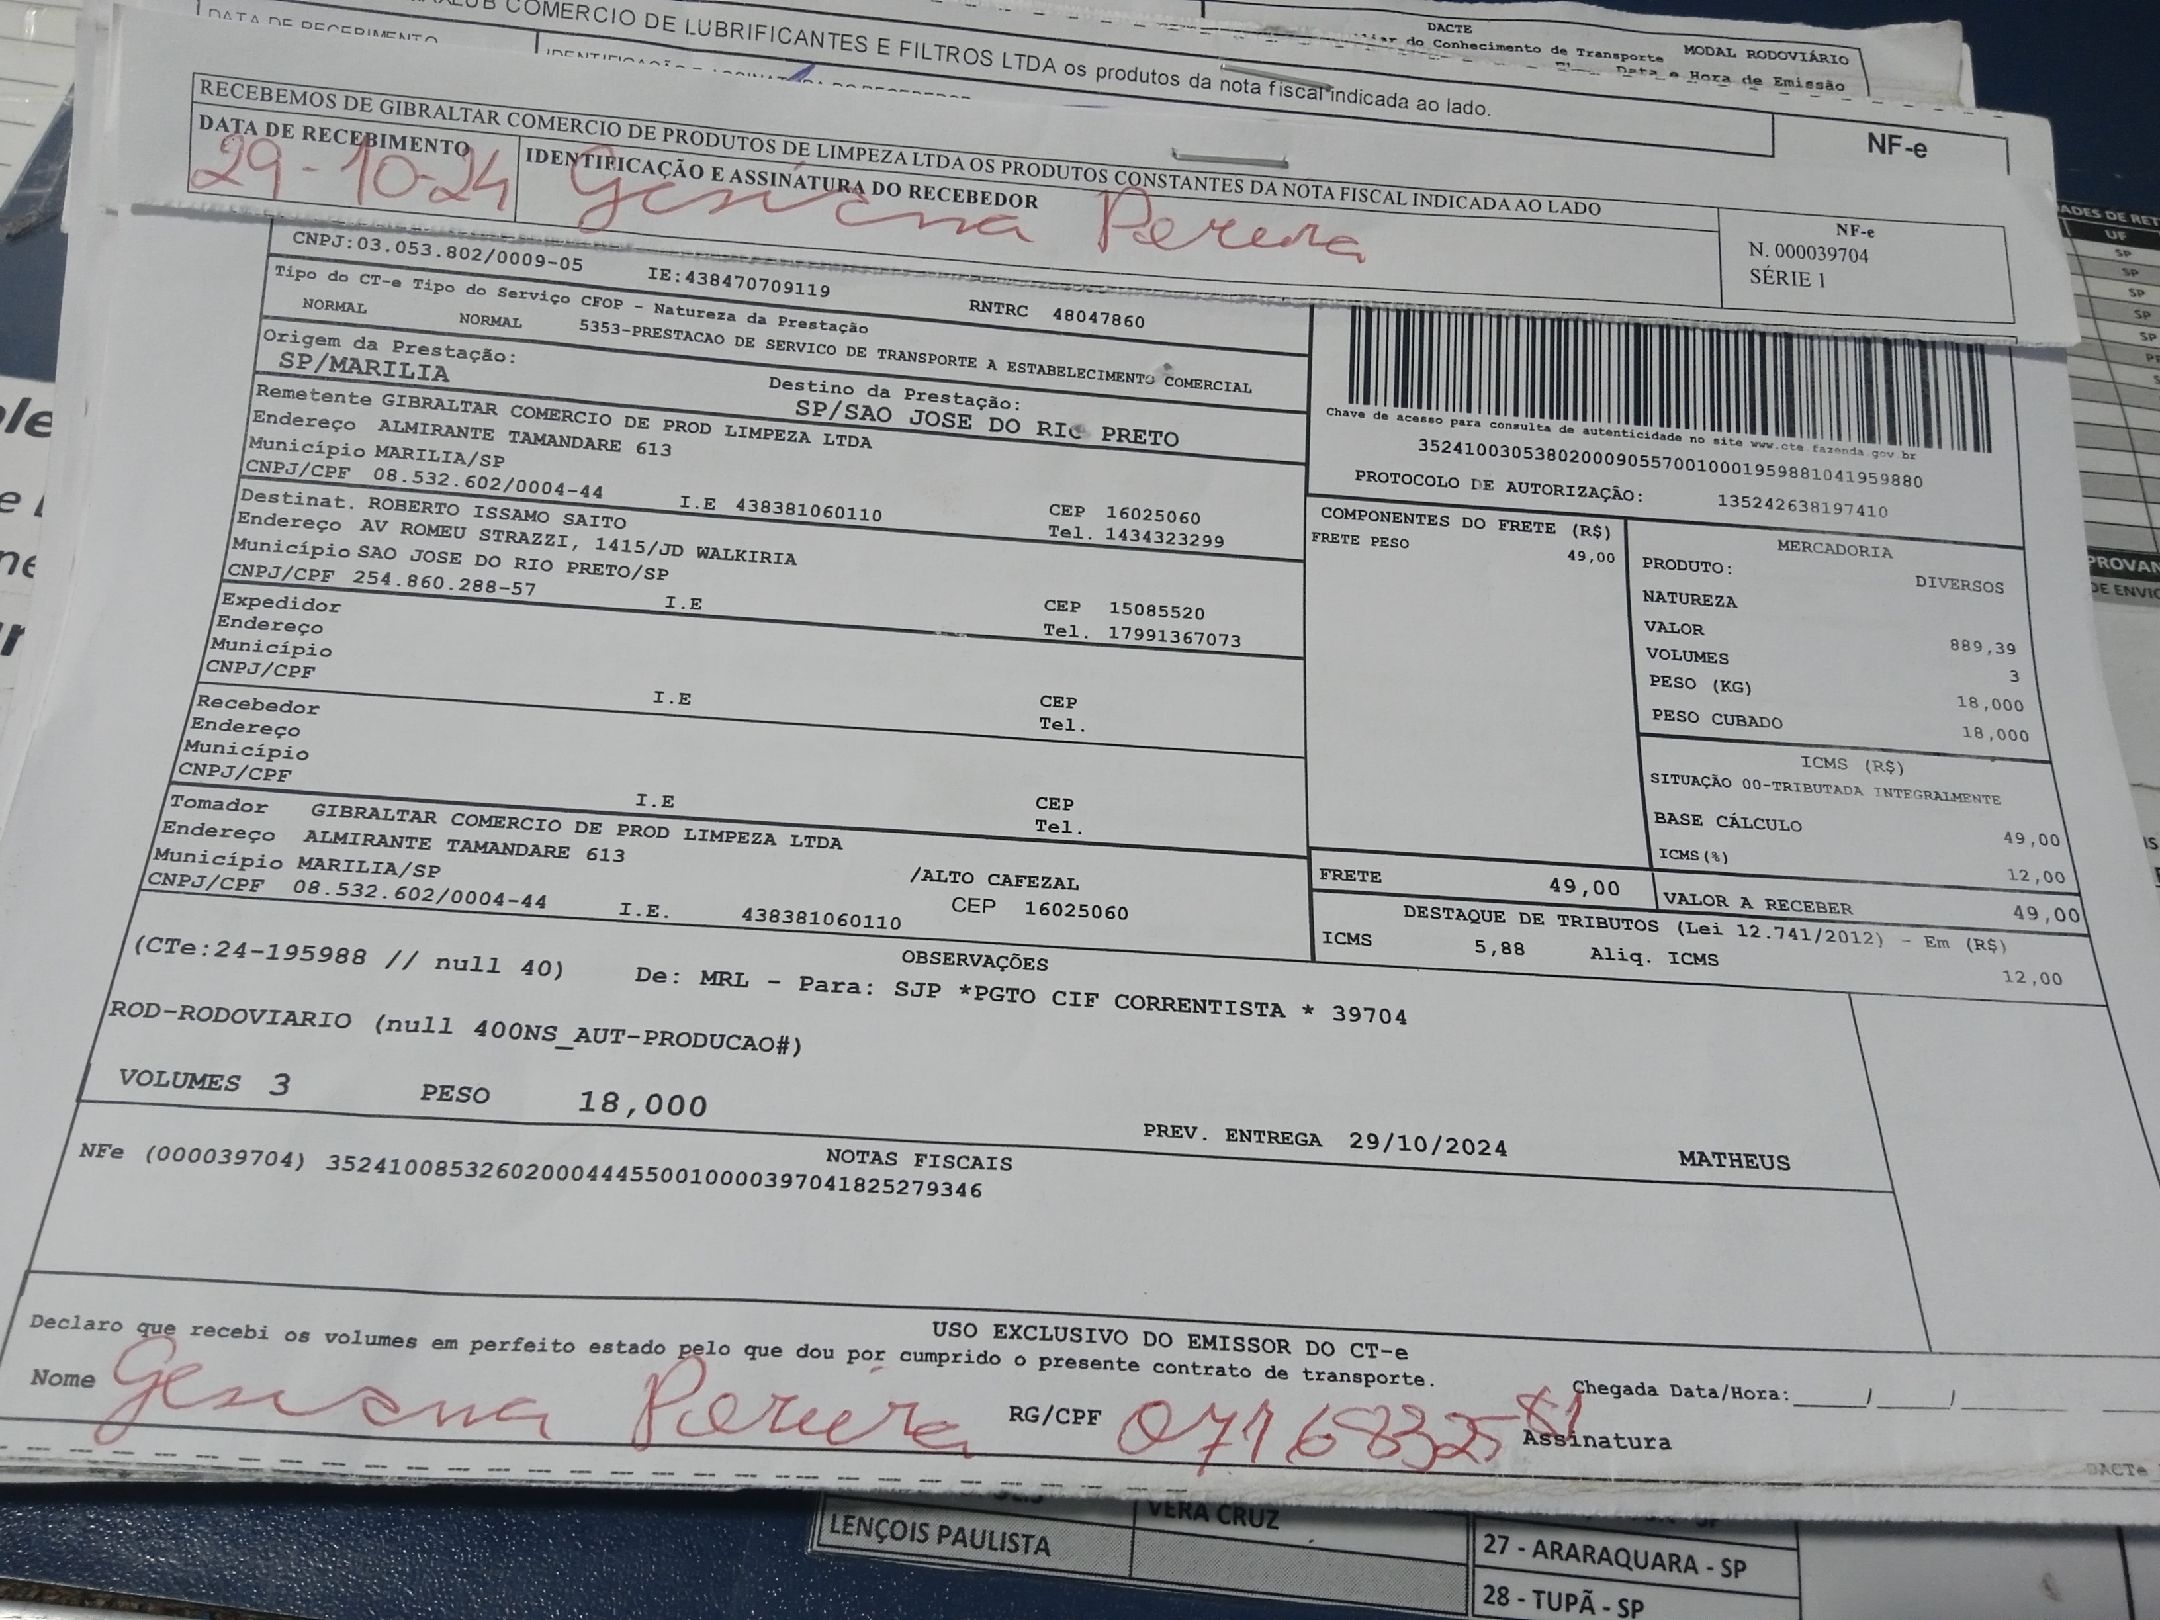 COMERCIO DE LUBRIFICANTES E FILTROS LTDA os produtos da nota fiscal indicada ao lado.
DATA DE RECEBIMENTO
NF-e
DACTE
do Conhecimento de Transporte
MODAL RODOVIÁRIO
Data e Hora de Emissão
RECEBEMOS DE GIBRALTAR COMERCIO DE PRODUTOS DE LIMPEZA LTDA OS PRODUTOS CONSTANTES DA NOTA FISCAL INDICADA AO LADO
DATA DE RECEBIMENTO
IDENTIFICAÇÃO E ASSINATURA DO RECEBEDOR
29-10-24
Pereira
NF-e
N. 000039704
SÉRIE 1
CNPJ:03.053.802/0009-05 IE:438470709119 RNTRC 48047860
Tipo do CT-e Tipo do Serviço CFOP - Natureza da Prestação
NORMAL NORMAL 5353-PRESTACAO DE SERVICO DE TRANSPORTE A ESTABELECIMENTO COMERCIAL
Origem da Prestação: Destino da Prestação:
SP/MARILIA SP/SAO JOSE DO RIO PRETO
Remetente GIBRALTAR COMERCIO DE PROD LIMPEZA LTDA
Endereço ALMIRANTE TAMANDARE 613
Município MARILIA/SP CEP 16025060
CNPJ/CPF 08.532.602/0004-44 I.E 438381060110 Tel. 1434323299
Destinat. ROBERTO ISSAMO SAITO
Endereço AV ROMEU STRAZZI, 1415/JD WALKIRIA
Município SAO JOSE DO RIO PRETO/SP CEP 15085520
CNPJ/CPF 254.860.288-57 I.E Tel. 17991367073
Expedidor
Endereço
Município CEP
CNPJ/CPF I.E Tel.
Recebedor
Endereço
Município CEP
CNPJ/CPF I.E Tel.
Tomador GIBRALTAR COMERCIO DE PROD LIMPEZA LTDA
Endereço ALMIRANTE TAMANDARE 613 /ALTO CAFEZAL
Município MARILIA/SP CEP 16025060
CNPJ/CPF 08.532.602/0004-44 I.E. 438381060110
Chave de acesso para consulta de autenticidade no site www.cte.fazenda.gov.br
35241003053802000905570010001959881041959880
PROTOCOLO DE AUTORIZAÇÃO: 135242638197410
COMPONENTES DO FRETE (R$)
FRETE PESO 49,00
MERCADORIA
PRODUTO: DIVERSOS
NATUREZA
VALOR 889,39
VOLUMES 3
PESO (KG) 18,000
PESO CUBADO 18,000
ICMS (R$)
SITUAÇÃO 00-TRIBUTADA INTEGRALMENTE
BASE CÁLCULO 49,00
ICMS(%) 12,00
FRETE 49,00 VALOR A RECEBER 49,00
DESTAQUE DE TRIBUTOS (Lei 12.741/2012) - Em (R$)
ICMS 5,88 Aliq. ICMS 12,00
OBSERVAÇÕES
(CTe:24-195988 // null 40) De: MRL - Para: SJP *PGTO CIF CORRENTISTA * 39704
ROD-RODOVIARIO (null 400NS_AUT-PRODUCAO#)
VOLUMES 3 PESO 18,000 PREV. ENTREGA 29/10/2024 MATHEUS
NOTAS FISCAIS
NFe (000039704) 35241008532602000444550010000397041825279346
USO EXCLUSIVO DO EMISSOR DO CT-e
Declaro que recebi os volumes em perfeito estado pelo que dou por cumprido o presente contrato de transporte.
Chegada Data/Hora:____/____/____
Nome Pereira RG/CPF Assinatura
DACTe
VERA CRUZ
LENÇOIS PAULISTA
27 - ARARAQUARA - SP
28 - TUPÃ - SP
UF
SP
SP
SP
SP
SP